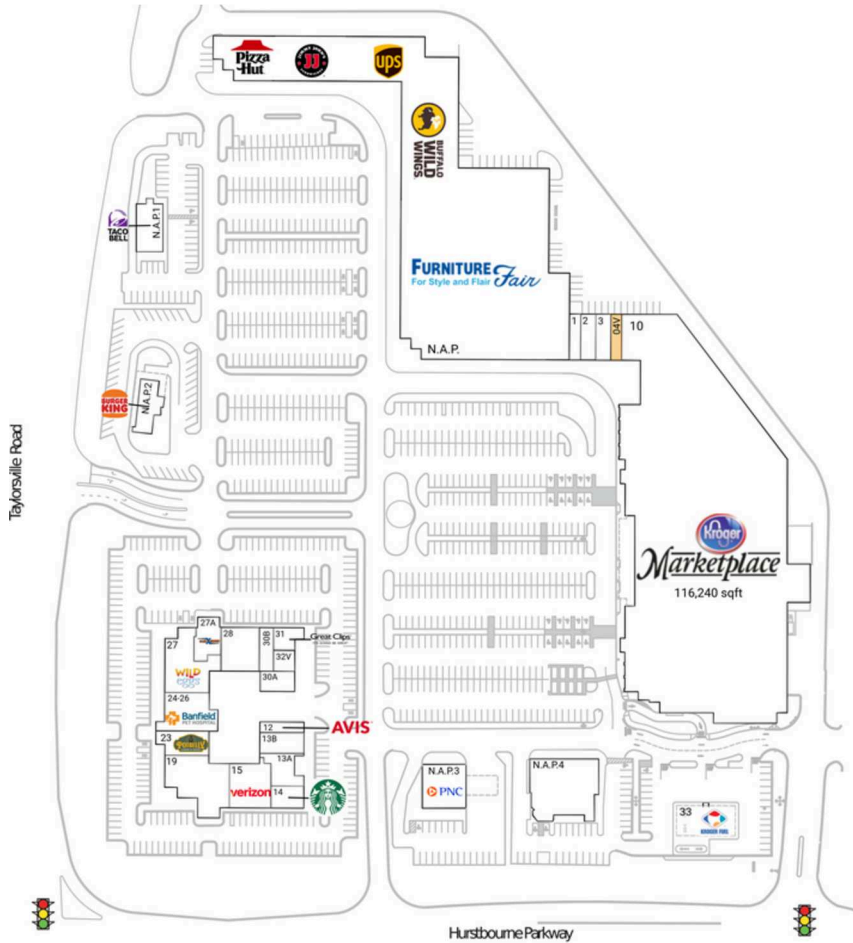 Pizza
Hut
JJ
ups
BUFFALO
WILD
WINGS
TACO
BELL
N.A.P.1
FURNITURE Fair
For Style and Flair
1
2
3
04V
10
N.A.P.
BURGER
KING
N.A.P.2
Taylorsville Road
Kroger
Marketplace
116,240 sqft
27A
27
28
30B
31
Great Clips
32V
30A
WILD
eggs
24-26
Banfield
PET HOSPITAL
12
AVIS
13B
23
19
13A
15
verizon
14
N.A.P.3
PNC
N.A.P.4
33
KROGER FUEL
Hurstbourne Parkway